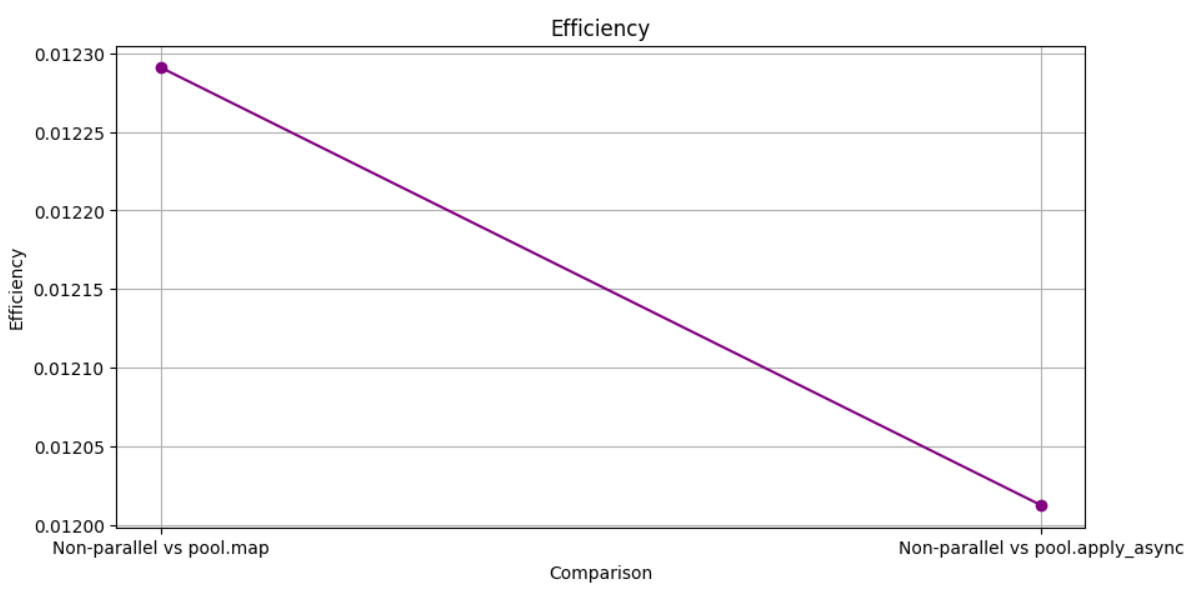 Efficiency
0.01230
0.01225
0.01220
0.01215
0.01210
0.01205
0.01200
Efficiency
Non-parallel vs pool.map
Non-parallel vs pool.apply_async
Comparison